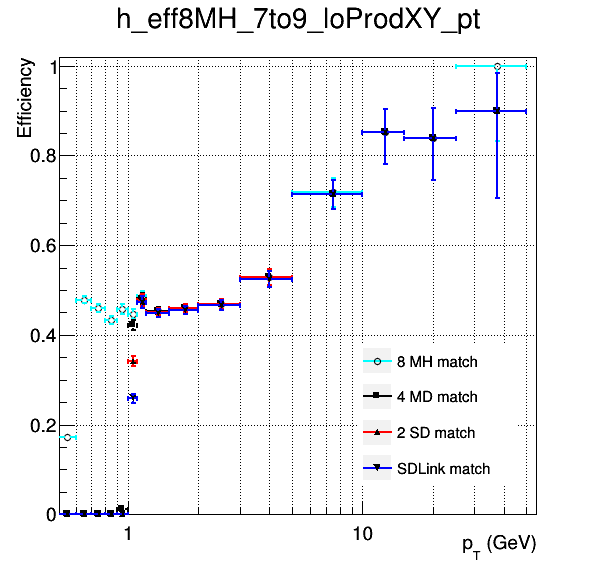 h_eff8MH_7to9_loProdXY_pt
Efficiency
1
0.8
0.6
0.4
0.2
0
8 MH match
4 MD match
2 SD match
SDLink match
1
10
p_T (GeV)